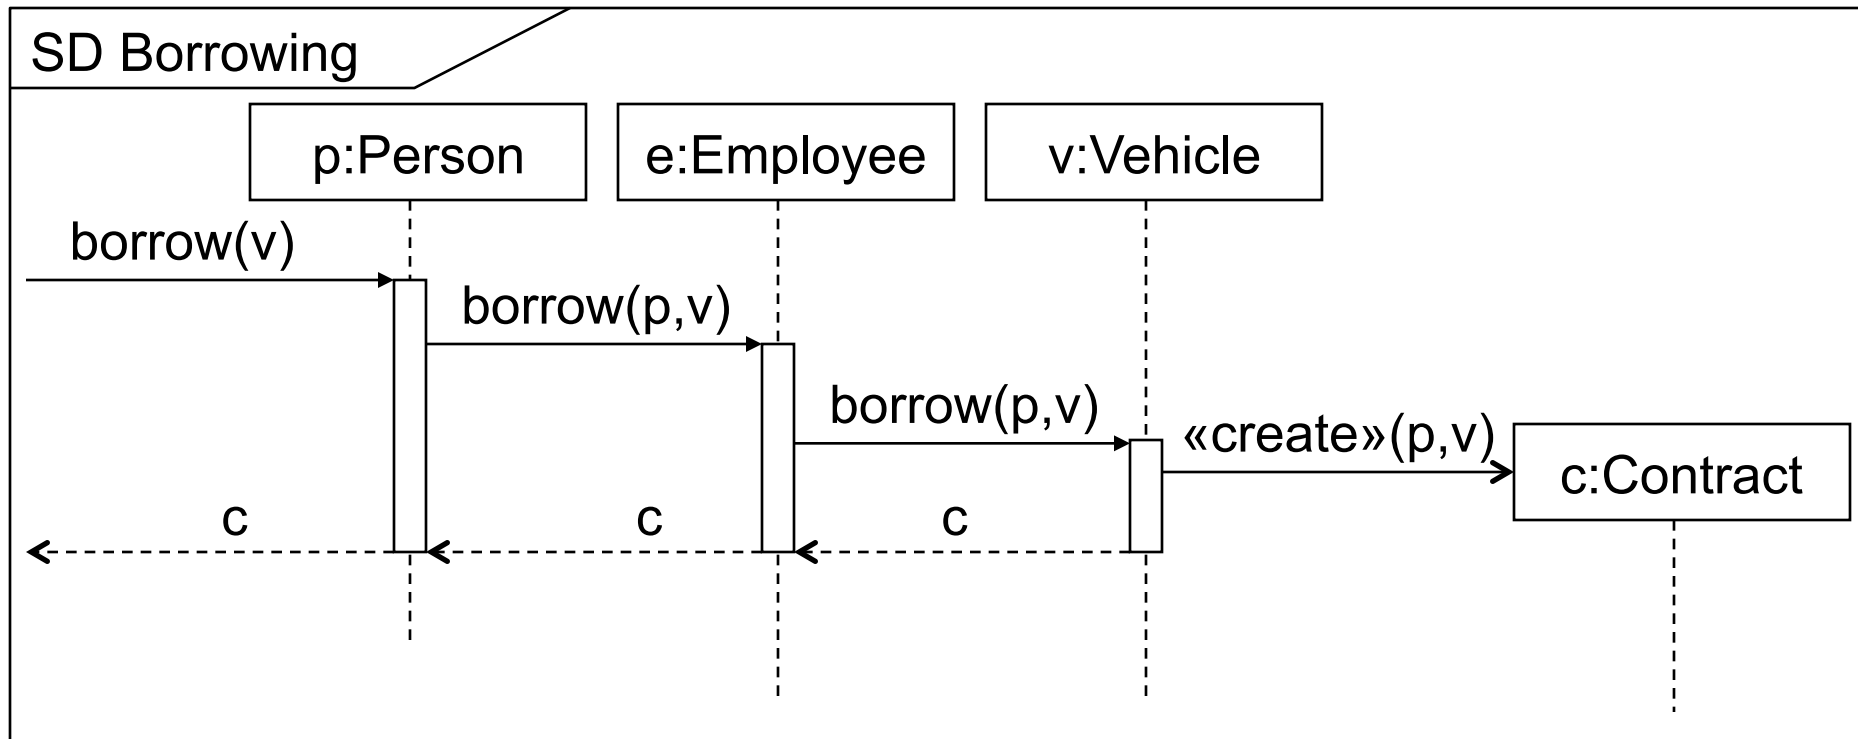 SD Borrowing
p:Person
e:Employee
v:Vehicle
borrow(v)
borrow(p,v)
borrow(p,v)
«create»(p,v)
c:Contract
c
c
c